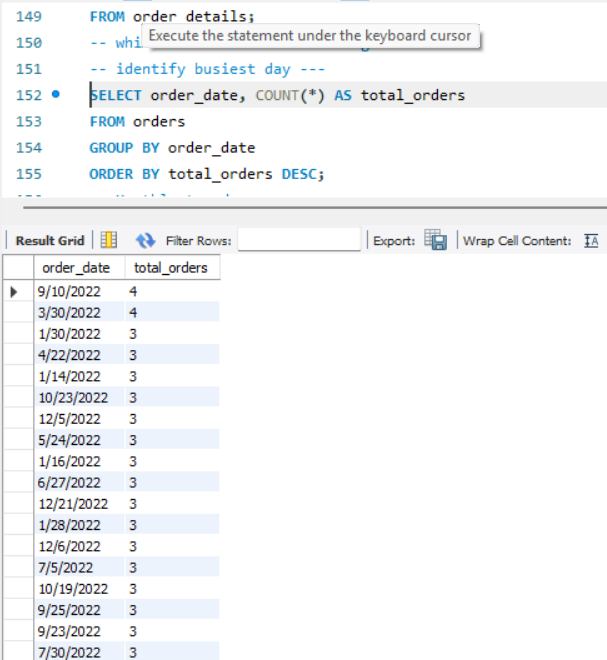 149 FROM order details;
Execute the statement under the keyboard cursor
150 -- whi
151 -- identify busiest day ---
152 SELECT order_date, COUNT(*) AS total_orders
153 FROM orders
154 GROUP BY order_date
155 ORDER BY total_orders DESC;
Result Grid Filter Rows: Export: Wrap Cell Content: IA
order_date total_orders
9/10/2022 4
3/30/2022 4
1/30/2022 3
4/22/2022 3
1/14/2022 3
10/23/2022 3
12/5/2022 3
5/24/2022 3
1/16/2022 3
6/27/2022 3
12/21/2022 3
1/28/2022 3
12/6/2022 3
7/5/2022 3
10/19/2022 3
9/25/2022 3
9/23/2022 3
7/30/2022 3